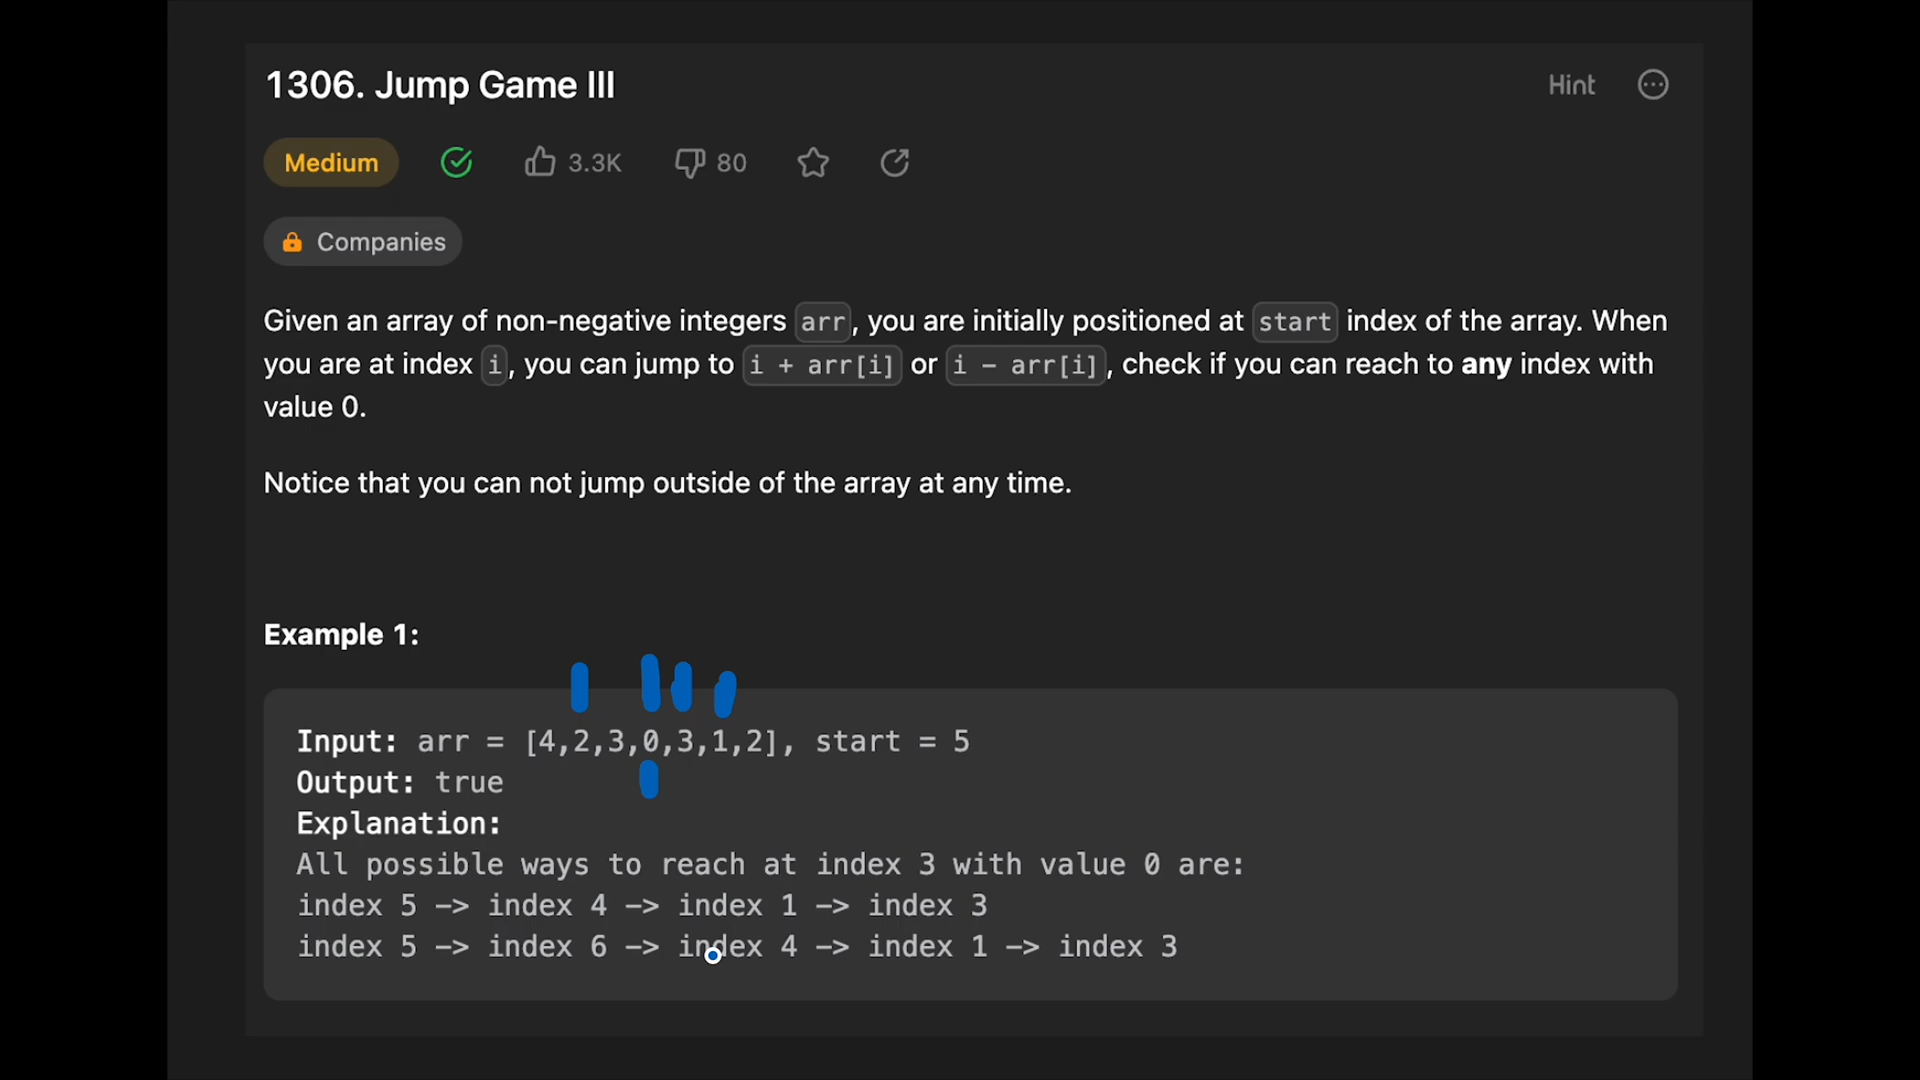 1306. Jump Game III
Hint
Medium 3.3K 80
Companies
Given an array of non-negative integers arr, you are initially positioned at start index of the array. When
you are at index i, you can jump to i + arr[i] or i - arr[i], check if you can reach to any index with
value 0.
Notice that you can not jump outside of the array at any time.
Example 1:
Input: arr = [4,2,3,0,3,1,2], start = 5
Output: true
Explanation:
All possible ways to reach at index 3 with value 0 are:
index 5 -> index 4 -> index 1 -> index 3
index 5 -> index 6 -> index 4 -> index 1 -> index 3